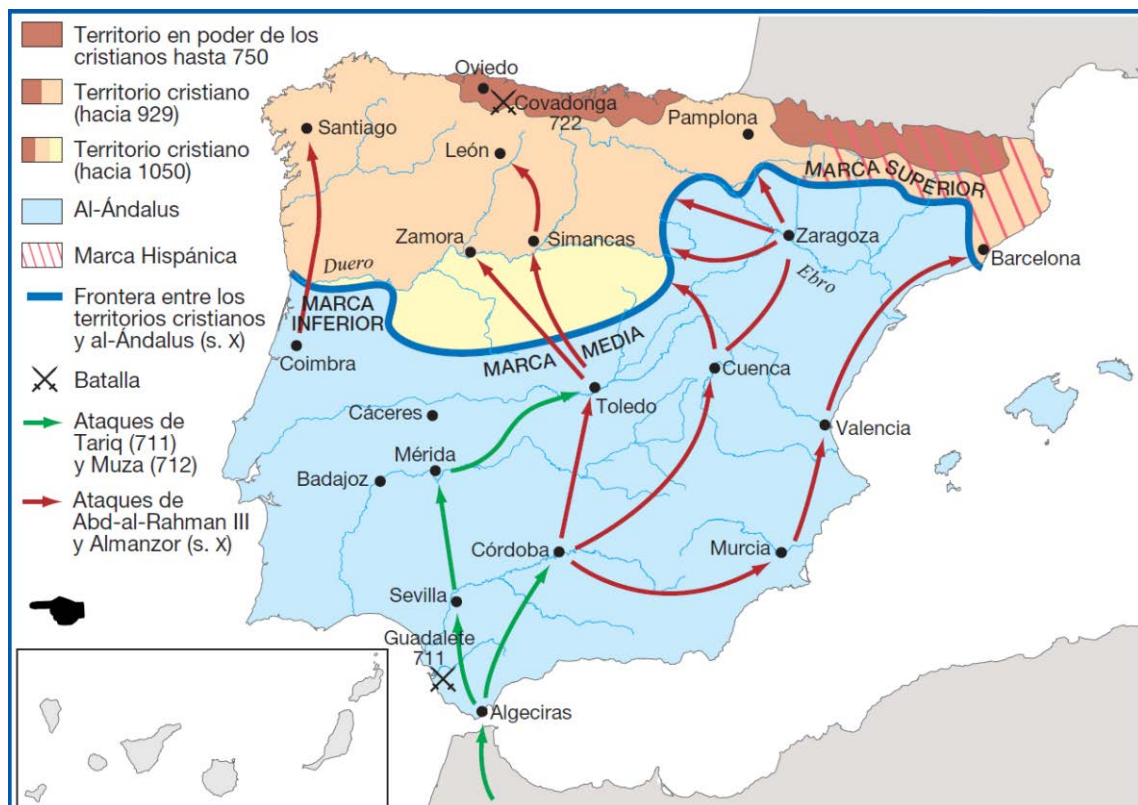 Territorio en poder de los
cristianos hasta 750
Territorio cristiano
(hacia 929)
Territorio cristiano
(hacia 1050)
Al-Ándalus
Marca Hispánica
Frontera entre los
territorios cristianos
y al-Ándalus (s. X)
Batalla
Ataques de
Tariq (711)
y Muza (712)
Ataques de
Abd-al-Rahman III
y Almanzor (s. X)
Oviedo
Covadonga
722
Pamplona
Santiago
León
MARCA SUPERIOR
Zamora
Simancas
Zaragoza
Barcelona
Duero
Ebro
MARCA
INFERIOR
MARCA MEDIA
Coimbra
Cuenca
Toledo
Cáceres
Valencia
Mérida
Badajoz
Córdoba
Murcia
Sevilla
Guadalete
711
Algeciras